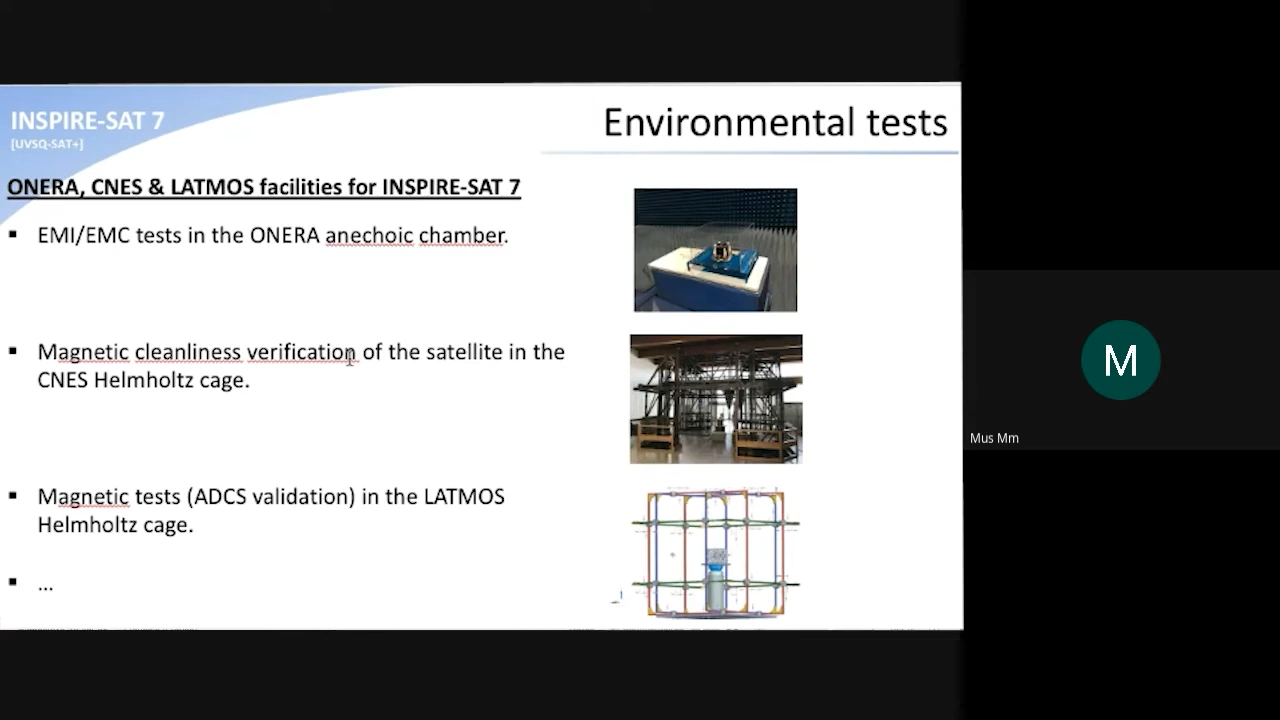 INSPIRE-SAT 7
[UVSQ-SAT+]
Environmental tests
ONERA, CNES & LATMOS facilities for INSPIRE-SAT 7
▪ EMI/EMC tests in the ONERA anechoic chamber.
▪ Magnetic cleanliness verification of the satellite in the
CNES Helmholtz cage.
▪ Magnetic tests (ADCS validation) in the LATMOS
Helmholtz cage.
▪ ...
M
Mus Mm